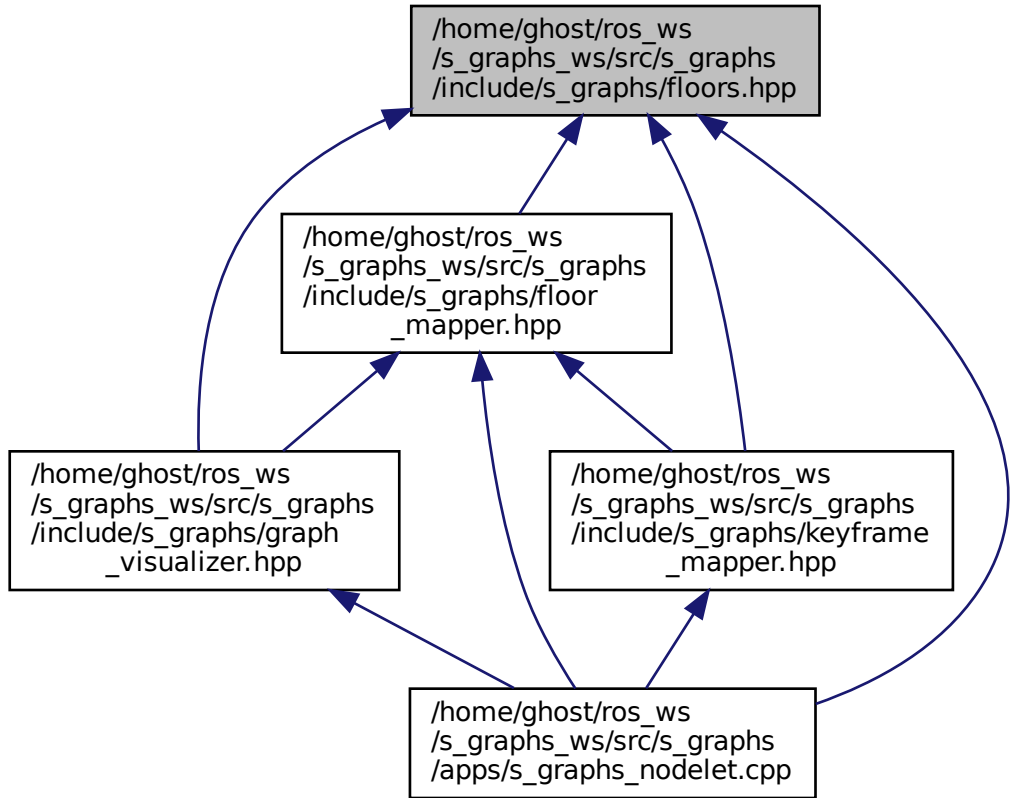 /home/ghost/ros_ws
/s_graphs_ws/src/s_graphs
/include/s_graphs/floors.hpp
/home/ghost/ros_ws
/s_graphs_ws/src/s_graphs
/include/s_graphs/floor
_mapper.hpp
/home/ghost/ros_ws
/s_graphs_ws/src/s_graphs
/include/s_graphs/graph
_visualizer.hpp
/home/ghost/ros_ws
/s_graphs_ws/src/s_graphs
/include/s_graphs/keyframe
_mapper.hpp
/home/ghost/ros_ws
/s_graphs_ws/src/s_graphs
/apps/s_graphs_nodelet.cpp